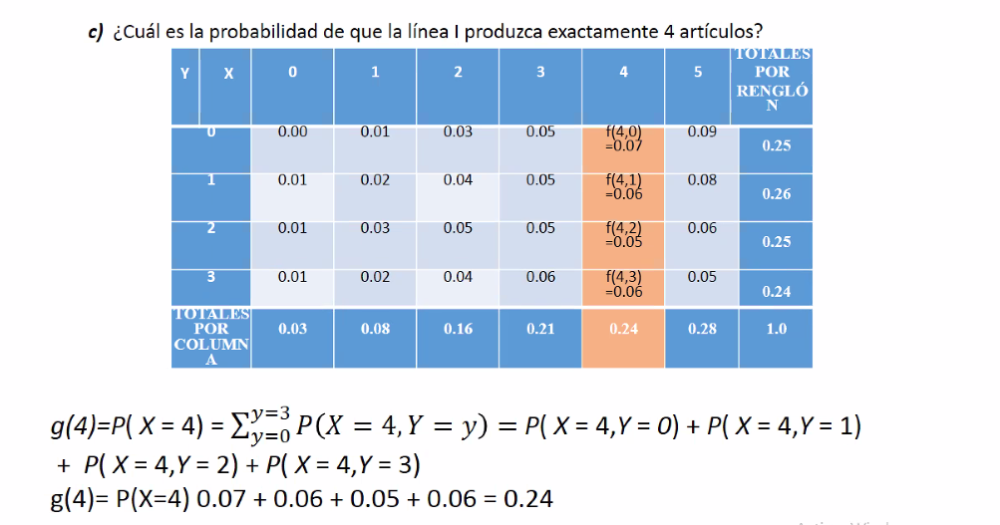 c) ¿Cuál es la probabilidad de que la línea I produzca exactamente 4 artículos?
Y X 0 1 2 3 4 5 TOTALES
POR
RENGLÓ
N
0 0.00 0.01 0.03 0.05 f(4,0) 0.09
=0.07 0.25
1 0.01 0.02 0.04 0.05 f(4,1) 0.08
=0.06 0.26
2 0.01 0.03 0.05 0.05 f(4,2) 0.06
=0.05 0.25
3 0.01 0.02 0.04 0.06 f(4,3) 0.05
=0.06 0.24
TOTALES
POR 0.03 0.08 0.16 0.21 0.24 0.28 1.0
COLUMN
A
g(4)=P( X = 4) = ∑_{y=0}^{y=3} P(X = 4, Y = y) = P( X = 4,Y = 0) + P( X = 4,Y = 1)
+ P( X = 4,Y = 2) + P( X = 4,Y = 3)
g(4)= P(X=4) 0.07 + 0.06 + 0.05 + 0.06 = 0.24